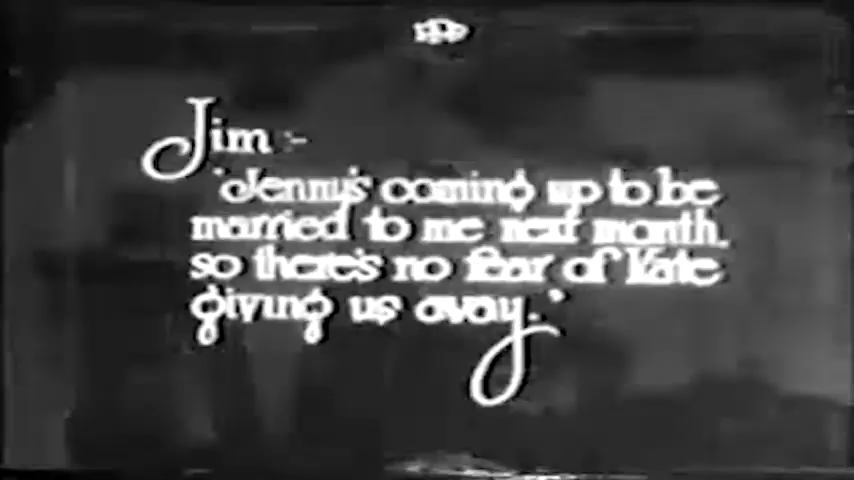 Jim :-
"Jenny's coming up to be
married to me next month,
so there's no fear of Kate
giving us away."